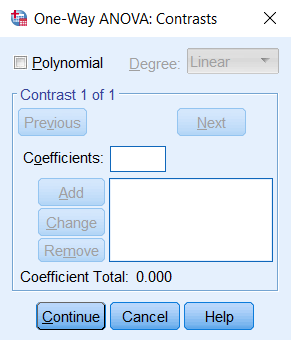 One-Way ANOVA: Contrasts
Polynomial Degree: Linear
Contrast 1 of 1
Previous Next
Coefficients:
Add
Change
Remove
Coefficient Total: 0.000
Continue Cancel Help